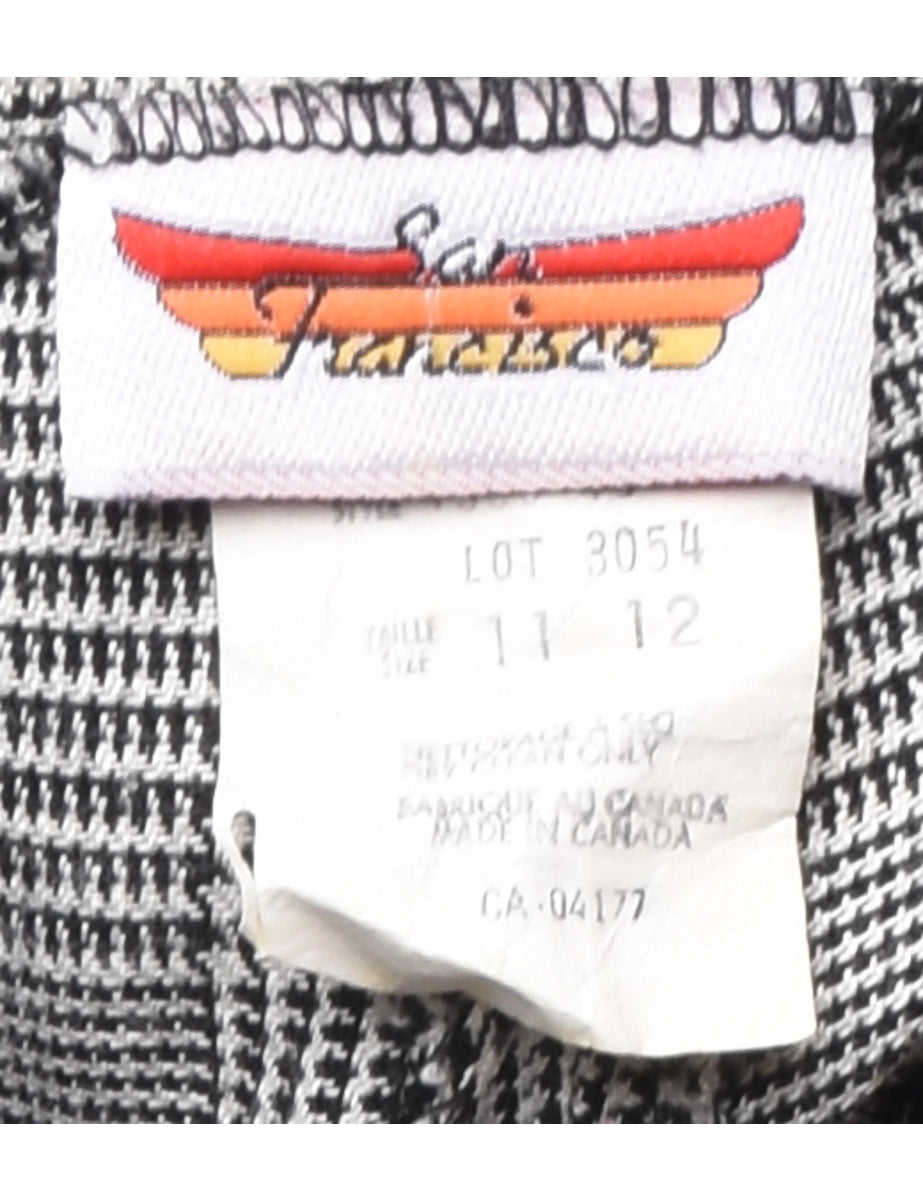 San
Francisco
STYLE
LOT 3054
TAILLE 11 12
SIZE
NETTOYAGE A SEC
DRY CLEAN ONLY
FABRIQUE AU CANADA
MADE IN CANADA
CA-04177